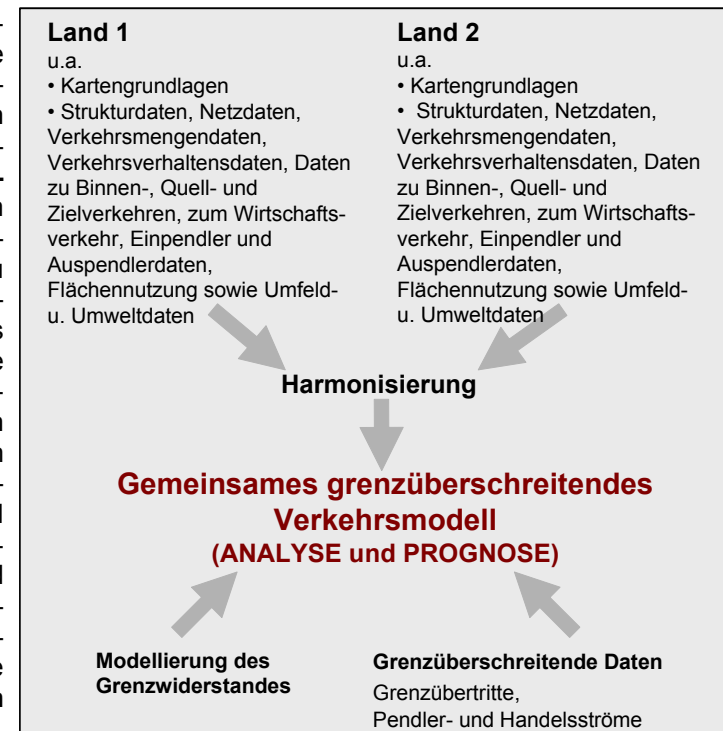 Land 1
u.a.
• Kartengrundlagen
• Strukturdaten, Netzdaten,
Verkehrsmengendaten,
Verkehrsverhaltensdaten, Daten
zu Binnen-, Quell- und
Zielverkehren, zum Wirtschafts-
verkehr, Einpendler und
Auspendlerdaten,
Flächennutzung sowie Umfeld-
u. Umweltdaten
Land 2
u.a.
• Kartengrundlagen
• Strukturdaten, Netzdaten,
Verkehrsmengendaten,
Verkehrsverhaltensdaten, Daten
zu Binnen-, Quell- und
Zielverkehren, zum Wirtschafts-
verkehr, Einpendler und
Auspendlerdaten,
Flächennutzung sowie Umfeld-
u. Umweltdaten
Harmonisierung
Gemeinsames grenzüberschreitendes
Verkehrsmodell
(ANALYSE und PROGNOSE)
Modellierung des
Grenzwiderstandes
Grenzüberschreitende Daten
Grenzübertritte,
Pendler- und Handelsströme